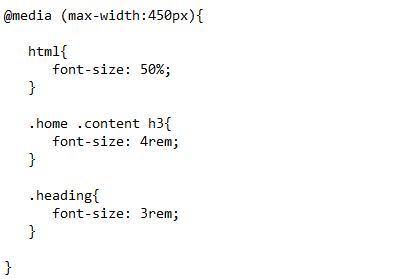 @media (max-width:450px){
html{
font-size: 50%;
}
.home .content h3{
font-size: 4rem;
}
.heading{
font-size: 3rem;
}
}